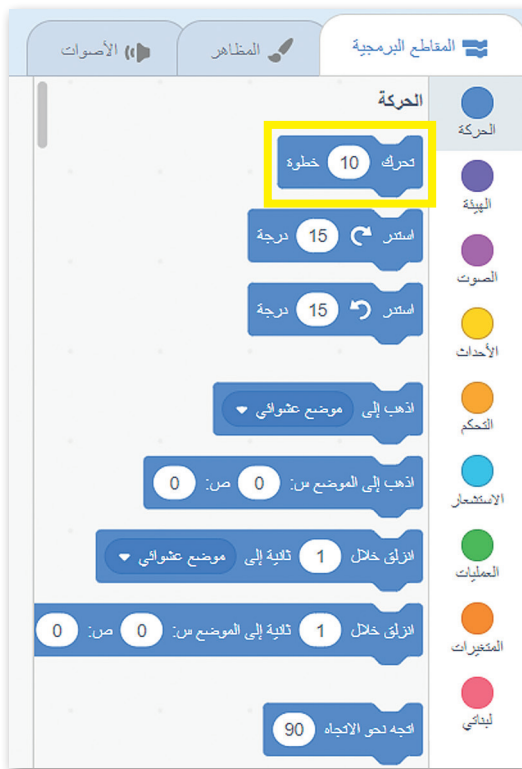 المقاطع البرمجية
المظاهر
الأصوات
الحركة
الهيئة
الصوت
الأحداث
التحكم
الاستشعار
العمليات
المتغيرات
لبناتي
الحركة
تحرك 10 خطوة
استدر 15 درجة
استدر 15 درجة
اذهب إلى موضع عشوائي
اذهب إلى الموضع س: 0 ص: 0
انزلق خلال 1 ثانية إلى موضع عشوائي
انزلق خلال 1 ثانية إلى الموضع س: 0 ص: 0
اتجه نحو الاتجاه 90